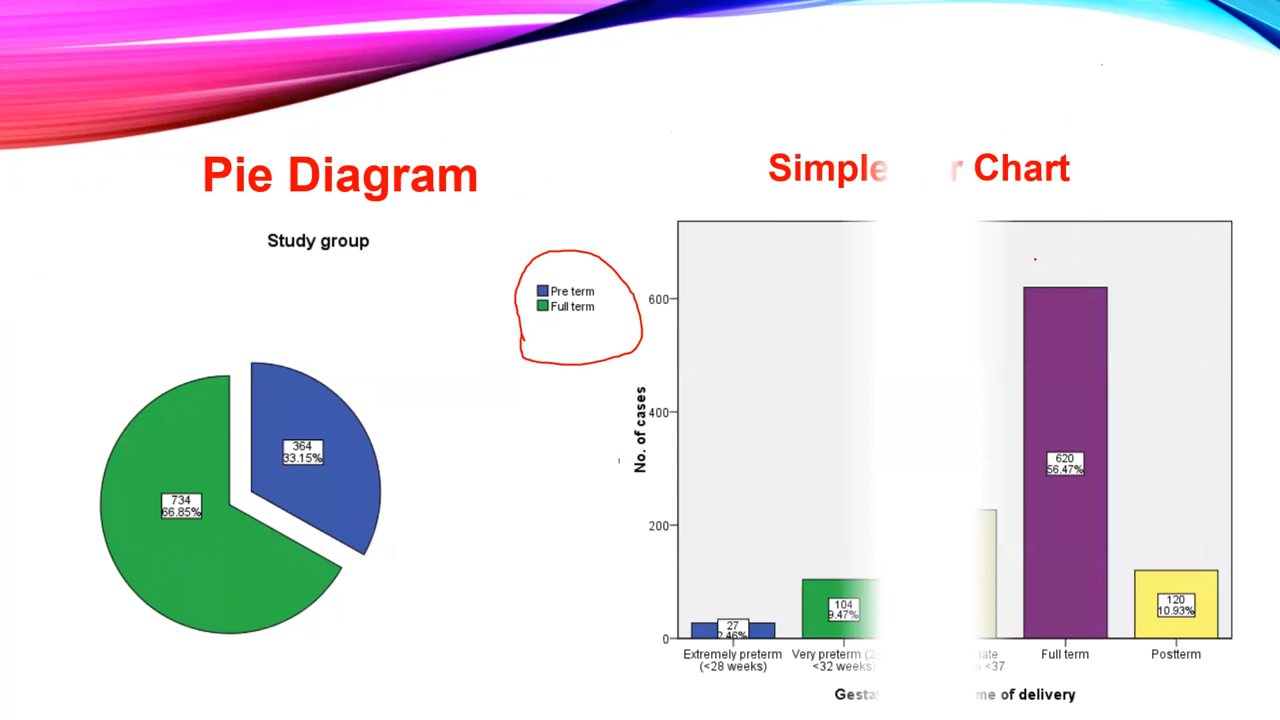 Pie Diagram
Simple Chart
Study group
Pre term
Full term
364
33.15%
734
66.85%
No. of cases
600
400
200
0
27
2.46%
104
9.47%
620
56.47%
120
10.93%
Extremely preterm
(<28 weeks)
Very preterm
<32 weeks)
<37
Full term
Postterm
of delivery